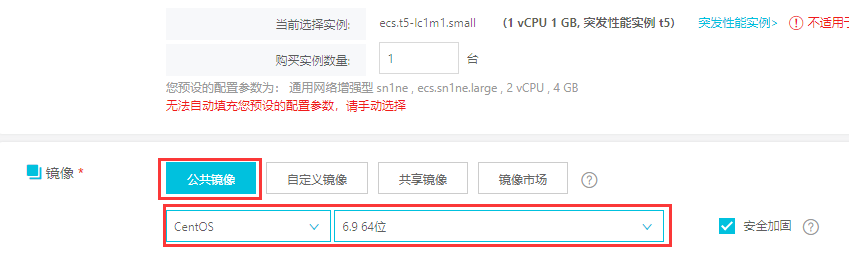 当前选择实例: ecs.t5-lc1m1.small (1 vCPU 1 GB, 突发性能实例 t5) 突发性能实例> 不适用于
购买实例数量: 1 台
您预设的配置参数为： 通用网络增强型 sn1ne , ecs.sn1ne.large , 2 vCPU , 4 GB
无法自动填充您预设的配置参数，请手动选择
镜像 * 公共镜像 自定义镜像 共享镜像 镜像市场 ?
CentOS 6.9 64位 安全加固 ?